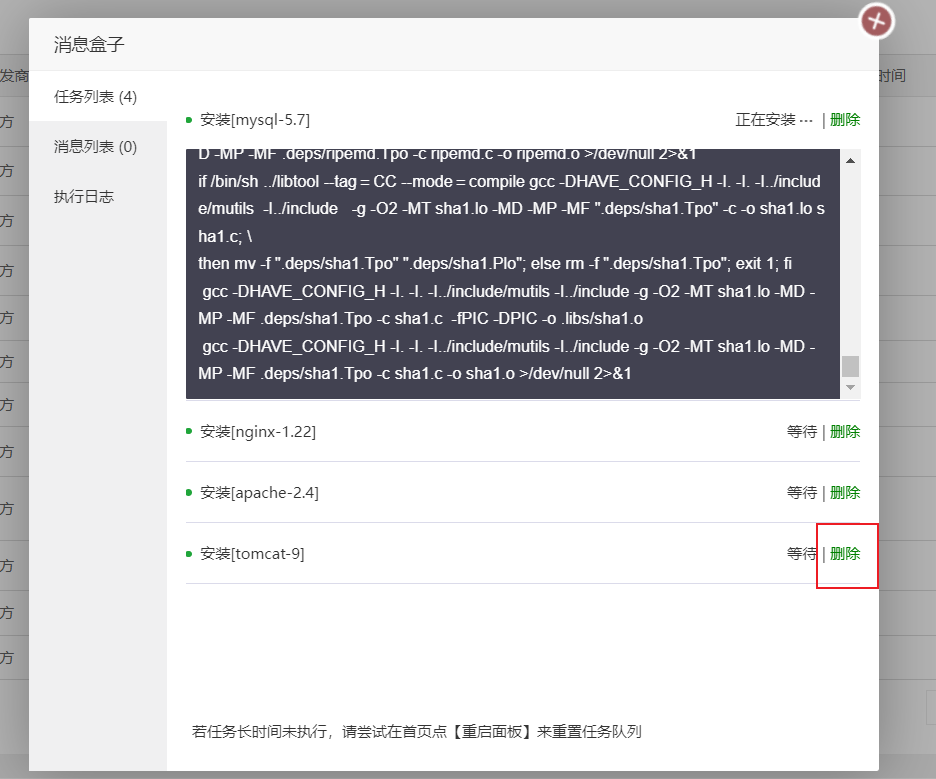 消息盒子
发商
时间
任务列表 (4)
消息列表 (0)
执行日志
方
方
方
方
方
方
方
方
方
方
方
方
安装[mysql-5.7] 正在安装 ··· | 删除
D -MP -MF .deps/ripemd.Tpo -c ripemd.c -o ripemd.o >/dev/null 2>&1
if /bin/sh ../libtool --tag=CC --mode=compile gcc -DHAVE_CONFIG_H -I. -I. -I../includ
e/mutils -I../include -g -O2 -MT sha1.lo -MD -MP -MF ".deps/sha1.Tpo" -c -o sha1.lo s
ha1.c; \
then mv -f ".deps/sha1.Tpo" ".deps/sha1.Plo"; else rm -f ".deps/sha1.Tpo"; exit 1; fi
gcc -DHAVE_CONFIG_H -I. -I. -I../include/mutils -I../include -g -O2 -MT sha1.lo -MD -
MP -MF .deps/sha1.Tpo -c sha1.c -fPIC -DPIC -o .libs/sha1.o
gcc -DHAVE_CONFIG_H -I. -I. -I../include/mutils -I../include -g -O2 -MT sha1.lo -MD -
MP -MF .deps/sha1.Tpo -c sha1.c -o sha1.o >/dev/null 2>&1
安装[nginx-1.22] 等待 | 删除
安装[apache-2.4] 等待 | 删除
安装[tomcat-9] 等待 | 删除
若任务长时间未执行，请尝试在首页点【重启面板】来重置任务队列